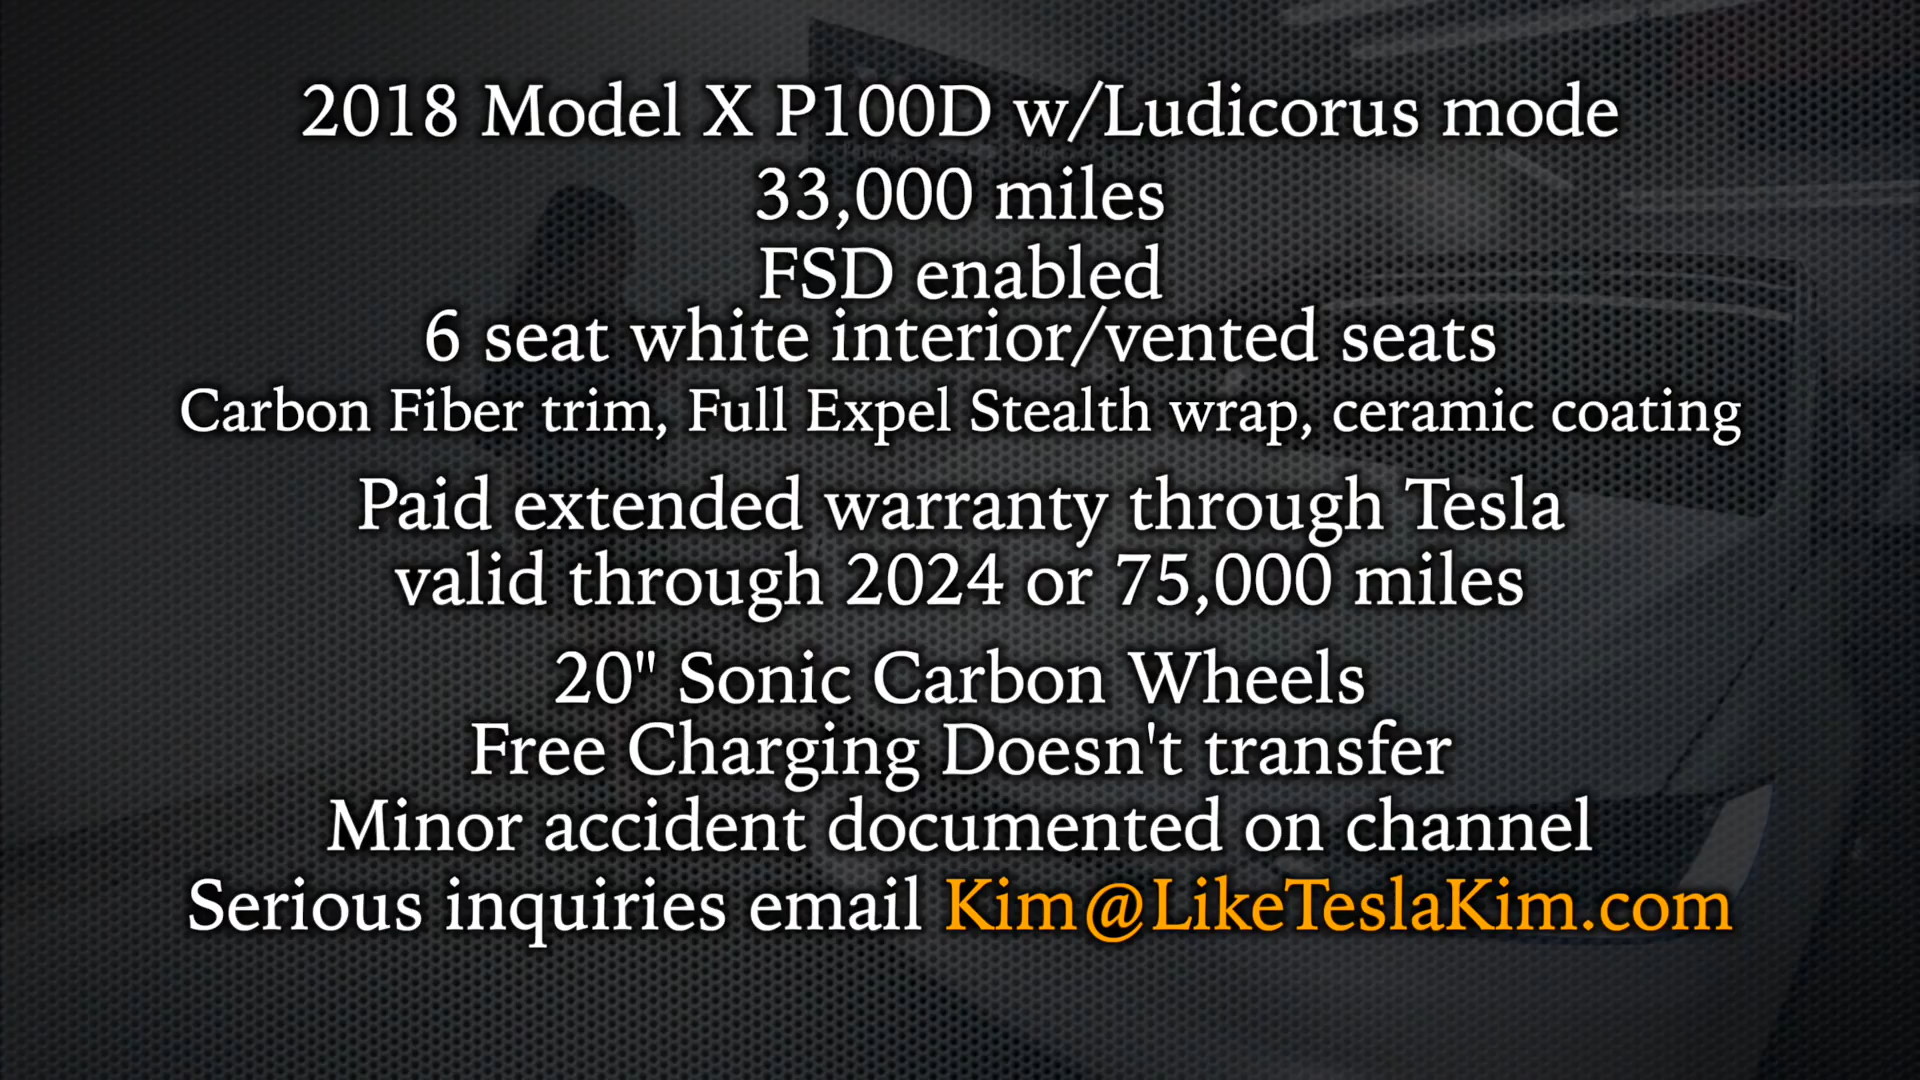 2018 Model X P100D w/Ludicorus mode
33,000 miles
FSD enabled
6 seat white interior/vented seats
Carbon Fiber trim, Full Expel Stealth wrap, ceramic coating
Paid extended warranty through Tesla
valid through 2024 or 75,000 miles
20" Sonic Carbon Wheels
Free Charging Doesn't transfer
Minor accident documented on channel
Serious inquiries email Kim@LikeTeslaKim.com